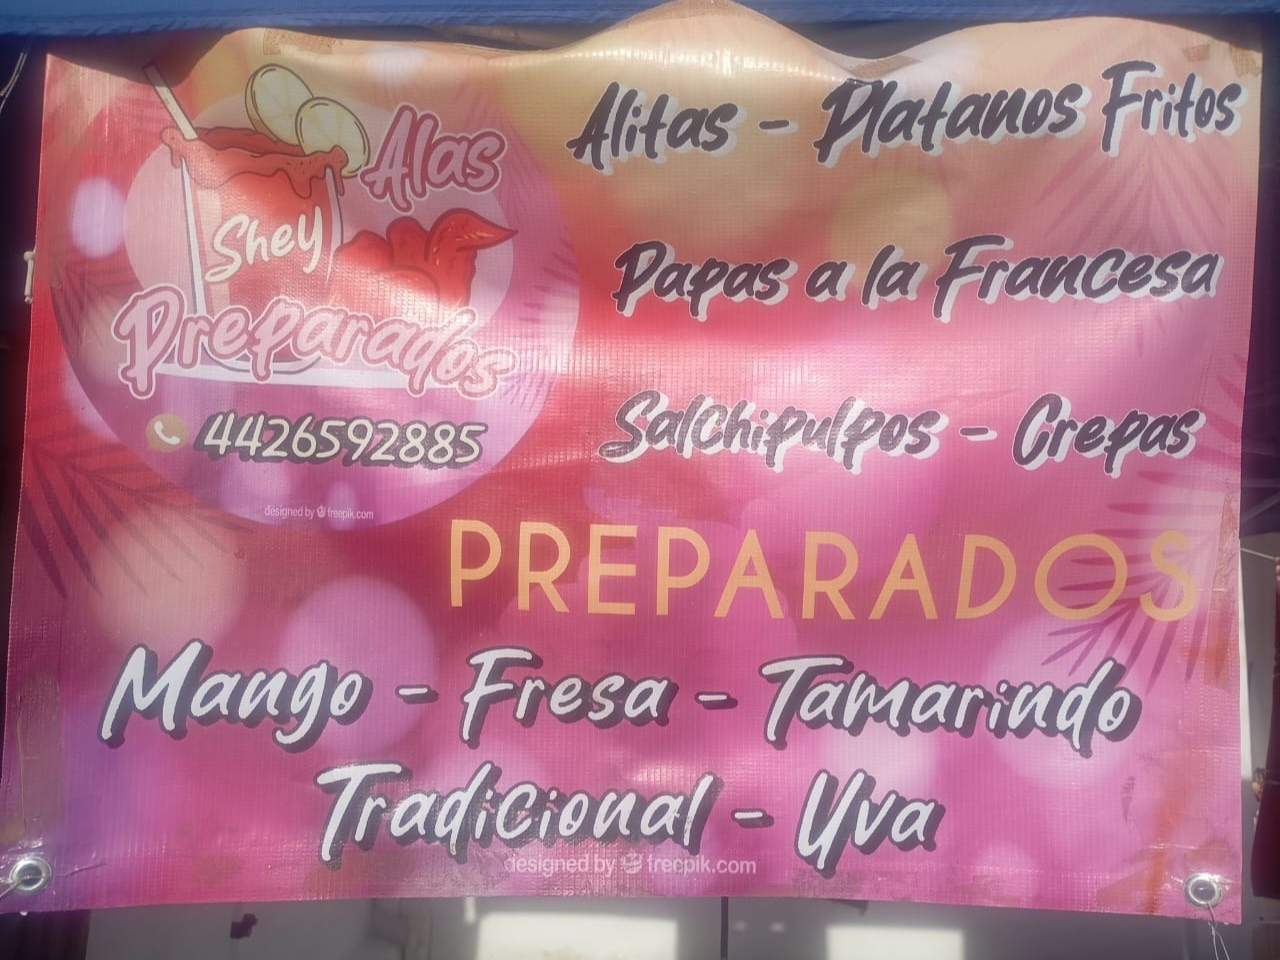 Alas
Shey
Preparados
4426592885
designed by freepik.com
Alitas - Platanos Fritos
Papas a la Francesa
Salchipulpos - Crepas
PREPARADOS
Mango - Fresa - Tamarindo
Tradicional - Uva
designed by freepik.com